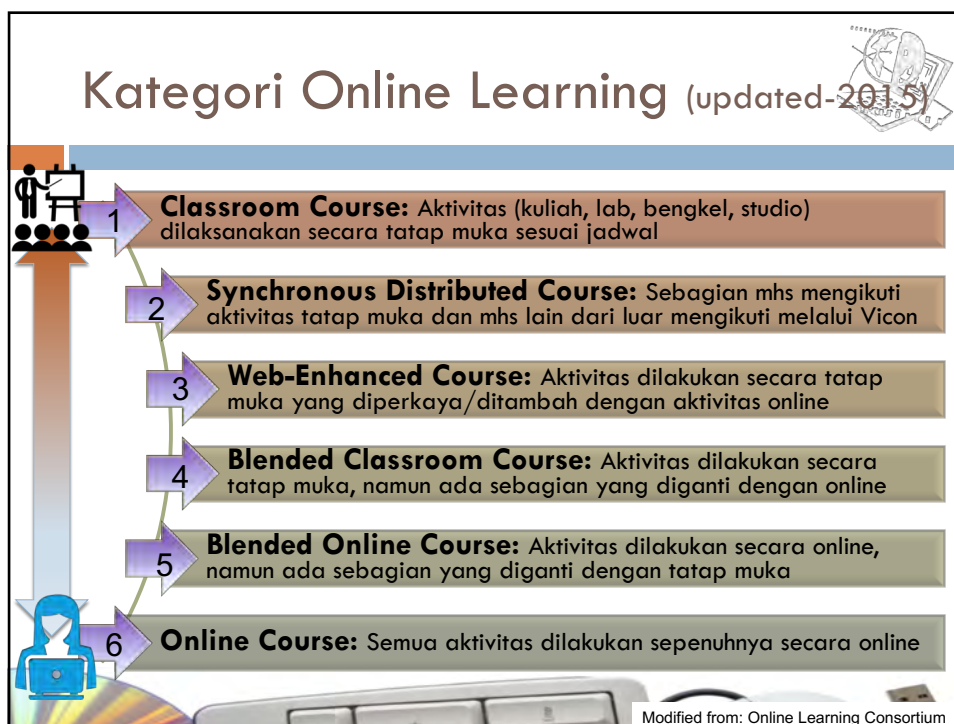 Kategori Online Learning (updated-2015)
1
Classroom Course: Aktivitas (kuliah, lab, bengkel, studio)
dilaksanakan secara tatap muka sesuai jadwal
2
Synchronous Distributed Course: Sebagian mhs mengikuti
aktivitas tatap muka dan mhs lain dari luar mengikuti melalui Vicon
3
Web-Enhanced Course: Aktivitas dilakukan secara tatap
muka yang diperkaya/ditambah dengan aktivitas online
4
Blended Classroom Course: Aktivitas dilakukan secara
tatap muka, namun ada sebagian yang diganti dengan online
5
Blended Online Course: Aktivitas dilakukan secara online,
namun ada sebagian yang diganti dengan tatap muka
6
Online Course: Semua aktivitas dilakukan sepenuhnya secara online
Modified from: Online Learning Consortium